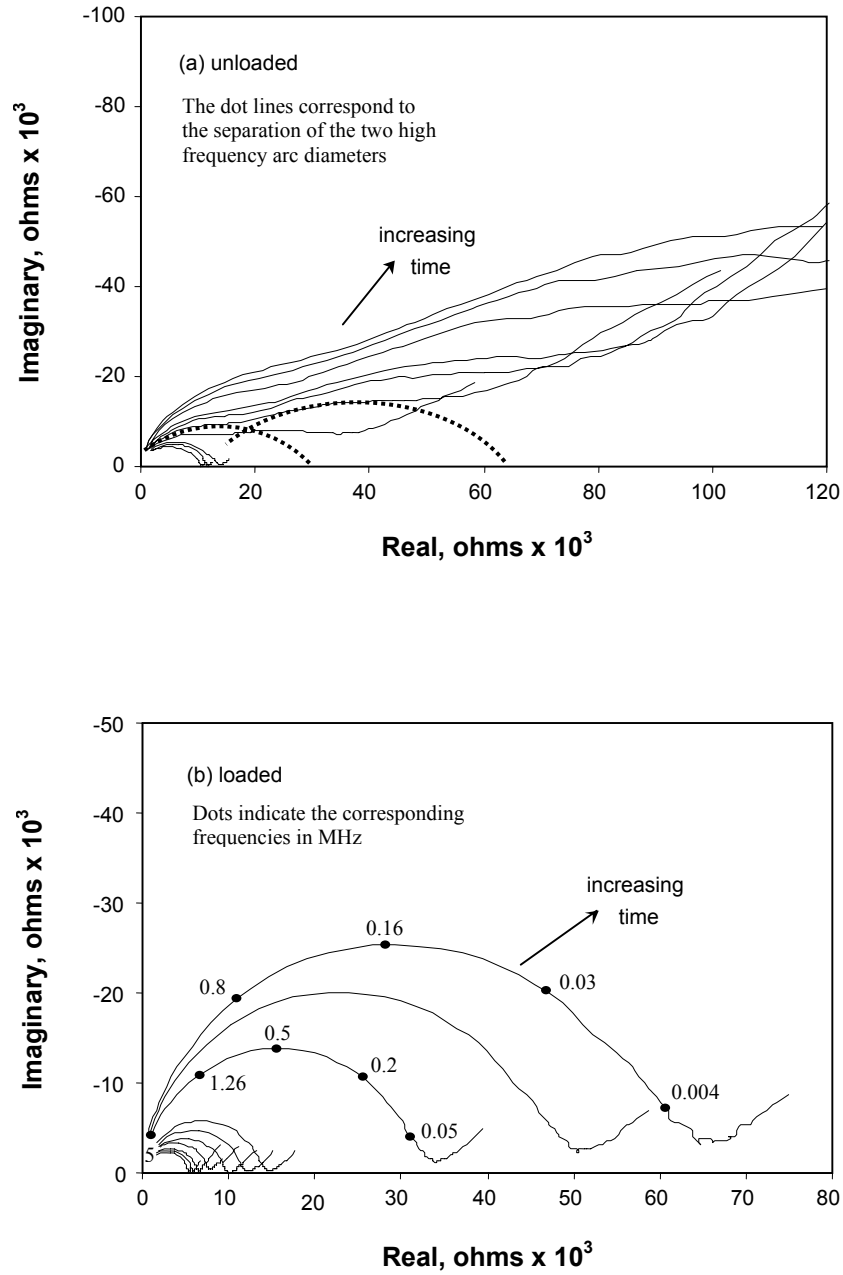 -100
(a) unloaded
-80
The dot lines correspond to
the separation of the two high
frequency arc diameters
-60
increasing
time
-40
-20
0
0 20 40 60 80 100 120
Imaginary, ohms x 10³
Real, ohms x 10³
-50
(b) loaded
-40
Dots indicate the corresponding
frequencies in MHz
-30
increasing
time
0.16
0.8
0.03
-20
0.5
0.2
1.26
-10
0.004
0.05
5
0
0 10 20 30 40 50 60 70 80
Imaginary, ohms x 10³
Real, ohms x 10³